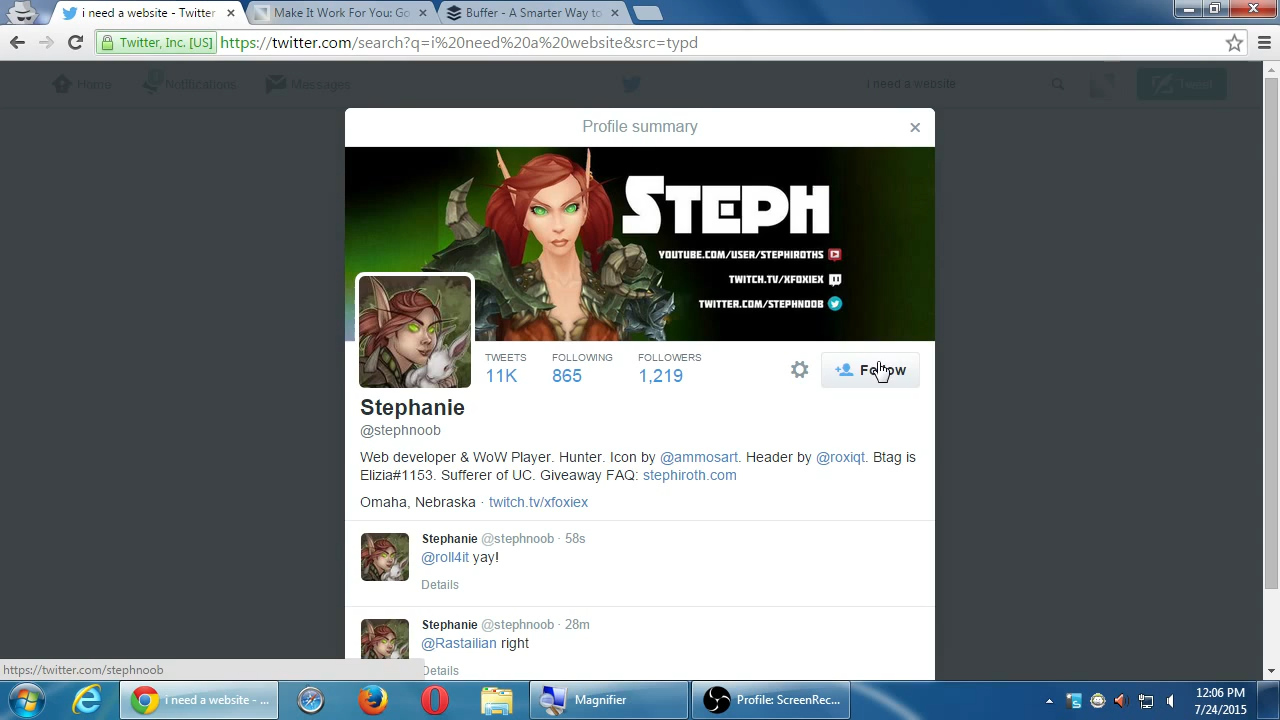 i need a website - Twitter
Make It Work For You: Go
Buffer - A Smarter Way to
Twitter, Inc. [US]
https://twitter.com/search?q=i%20need%20a%20website&src=typd
Home
Notifications
Messages
i need a website
Tweet
Profile summary
STEPH
YOUTUBE.COM/USER/STEPHIROTHS
TWITCH.TV/XFOXIEX
TWITTER.COM/STEPHNOOB
TWEETS
11K
FOLLOWING
865
FOLLOWERS
1,219
Follow
Stephanie
@stephnoob
Web developer & WoW Player. Hunter. Icon by @ammosart. Header by @roxiqt. Btag is
Elizia#1153. Sufferer of UC. Giveaway FAQ: stephiroth.com
Omaha, Nebraska · twitch.tv/xfoxiex
Stephanie @stephnoob · 58s
@roll4it yay!
Details
Stephanie @stephnoob · 28m
@Rastailian right
Details
https://twitter.com/stephnoob
i need a website - ...
Magnifier
Profile: ScreenRec...
12:06 PM
7/24/2015